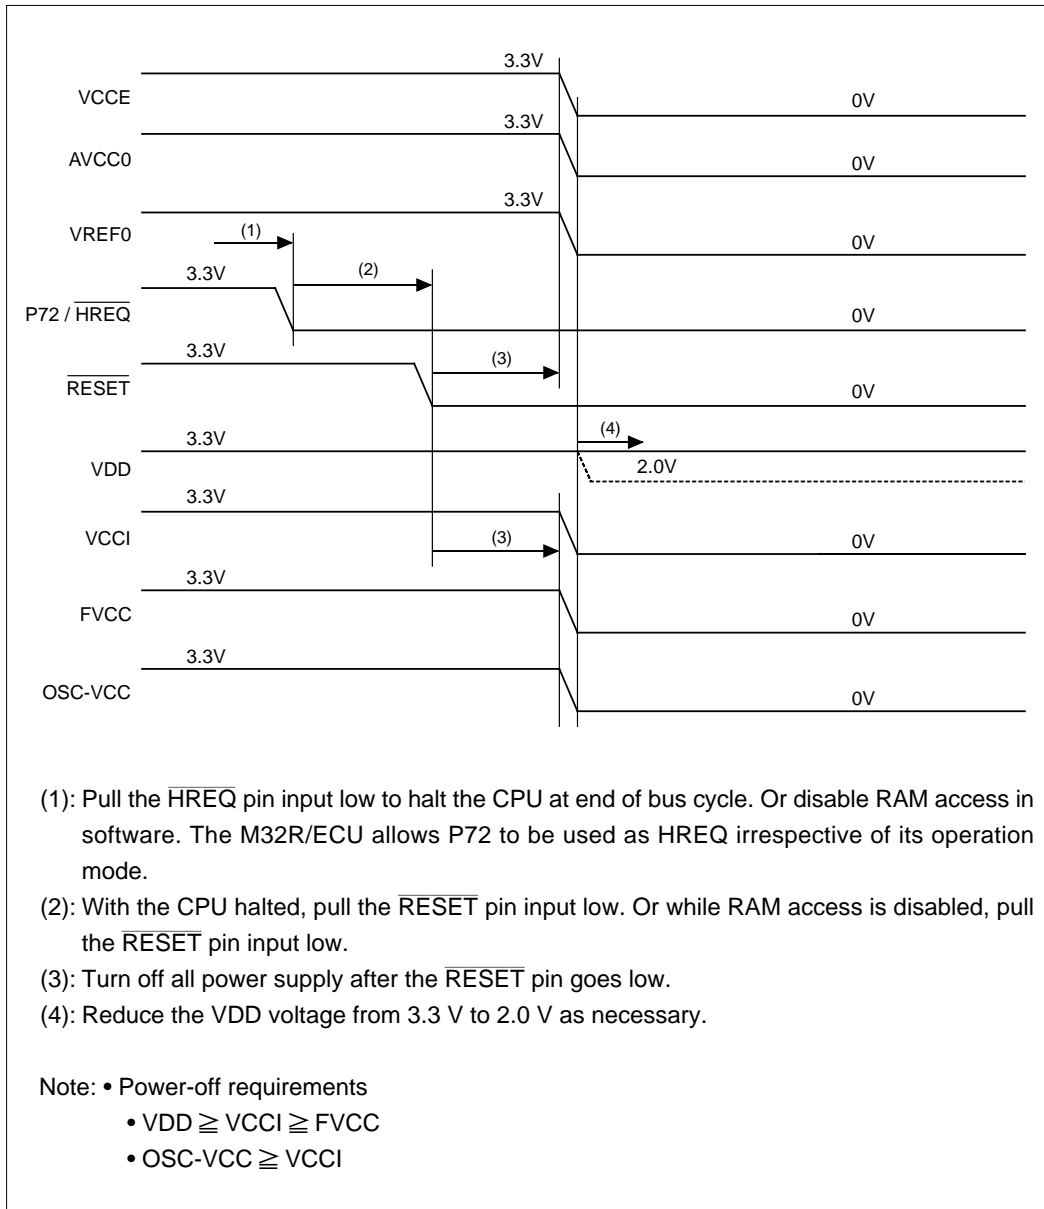 3.3V
VCCE
0V
3.3V
AVCC0
0V
3.3V
VREF0
(1)
0V
3.3V
(2)
P72 / HREQ
0V
3.3V
(3)
RESET
0V
3.3V
(4)
VDD
2.0V
3.3V
VCCI
(3)
0V
3.3V
FVCC
0V
3.3V
OSC-VCC
0V
(1): Pull the HREQ pin input low to halt the CPU at end of bus cycle. Or disable RAM access in
software. The M32R/ECU allows P72 to be used as HREQ irrespective of its operation
mode.
(2): With the CPU halted, pull the RESET pin input low. Or while RAM access is disabled, pull
the RESET pin input low.
(3): Turn off all power supply after the RESET pin goes low.
(4): Reduce the VDD voltage from 3.3 V to 2.0 V as necessary.
Note: • Power-off requirements
• VDD ≧ VCCI ≧ FVCC
• OSC-VCC ≧ VCCI